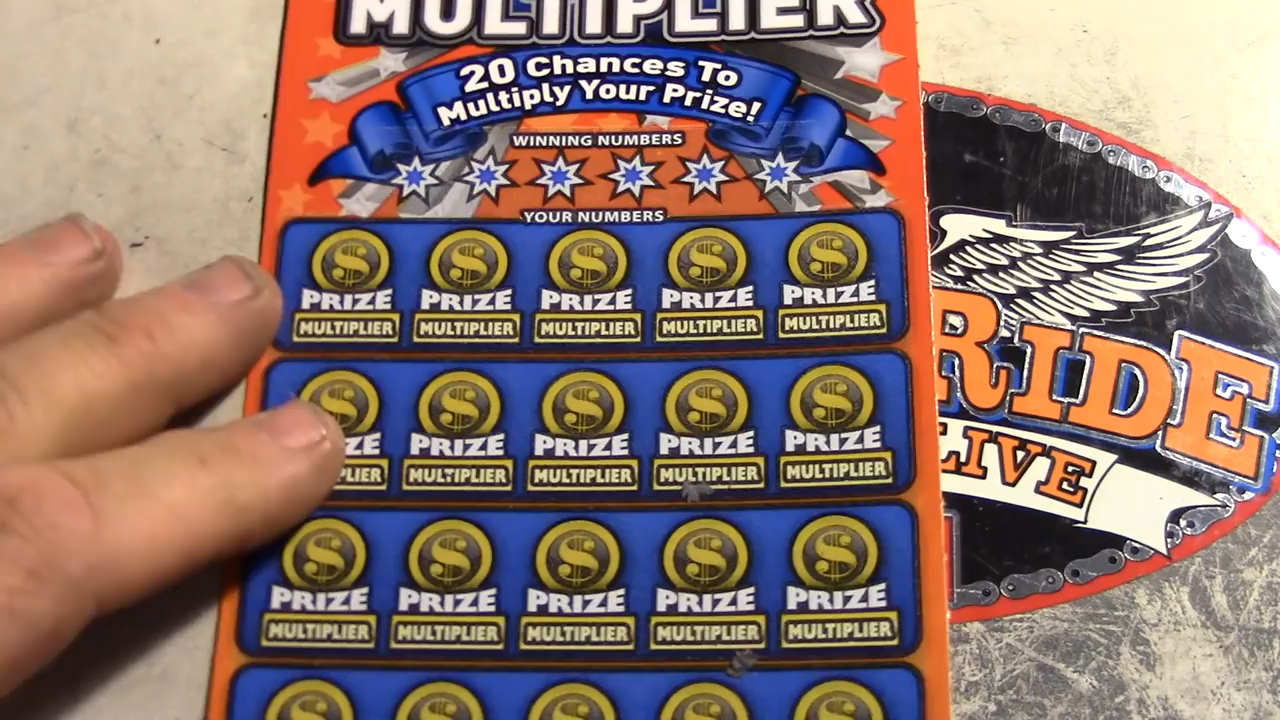 MULTIPLIER
20 Chances To
Multiply Your Prize!
WINNING NUMBERS
YOUR NUMBERS
$ $ $ $ $
PRIZE PRIZE PRIZE PRIZE PRIZE
MULTIPLIER MULTIPLIER MULTIPLIER MULTIPLIER MULTIPLIER
$ $ $ $ $
ZE PRIZE PRIZE PRIZE PRIZE
IPLIER MULTIPLIER MULTIPLIER MULTIPLIER MULTIPLIER
$ $ $ $ $
PRIZE PRIZE PRIZE PRIZE PRIZE
MULTIPLIER MULTIPLIER MULTIPLIER MULTIPLIER MULTIPLIER
$ $ $ $ $
RIDE
LIVE